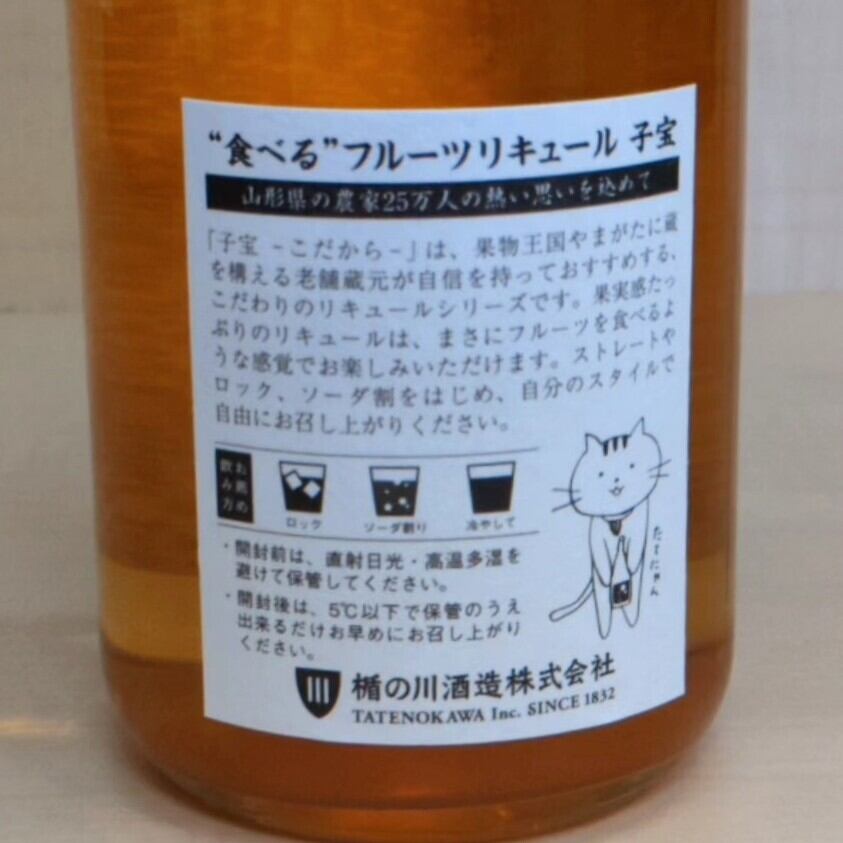 “食べる”フルーツリキュール 子宝
山形県の農家25万人の熱い思いを込めて
「子宝 -こだから-」は、果物王国やまがたに蔵
を構える老舗蔵元が自信を持っておすすめする、
こだわりのリキュールシリーズです。果実感たっ
ぷりのリキュールは、まさにフルーツを食べるよ
うな感覚でお楽しみいただけます。ストレートや
ロック、ソーダ割をはじめ、自分のスタイルで
自由にお召し上がりください。
お薦め
飲み方
ロック
ソーダ割り
冷やして
・開封前は、直射日光・高温多湿を
避けて保管してください。
・開封後は、5℃以下で保管のうえ
出来るだけお早めにお召し上がり
ください。
たてにゃん
楯の川酒造株式会社
TATENOKAWA Inc. SINCE 1832